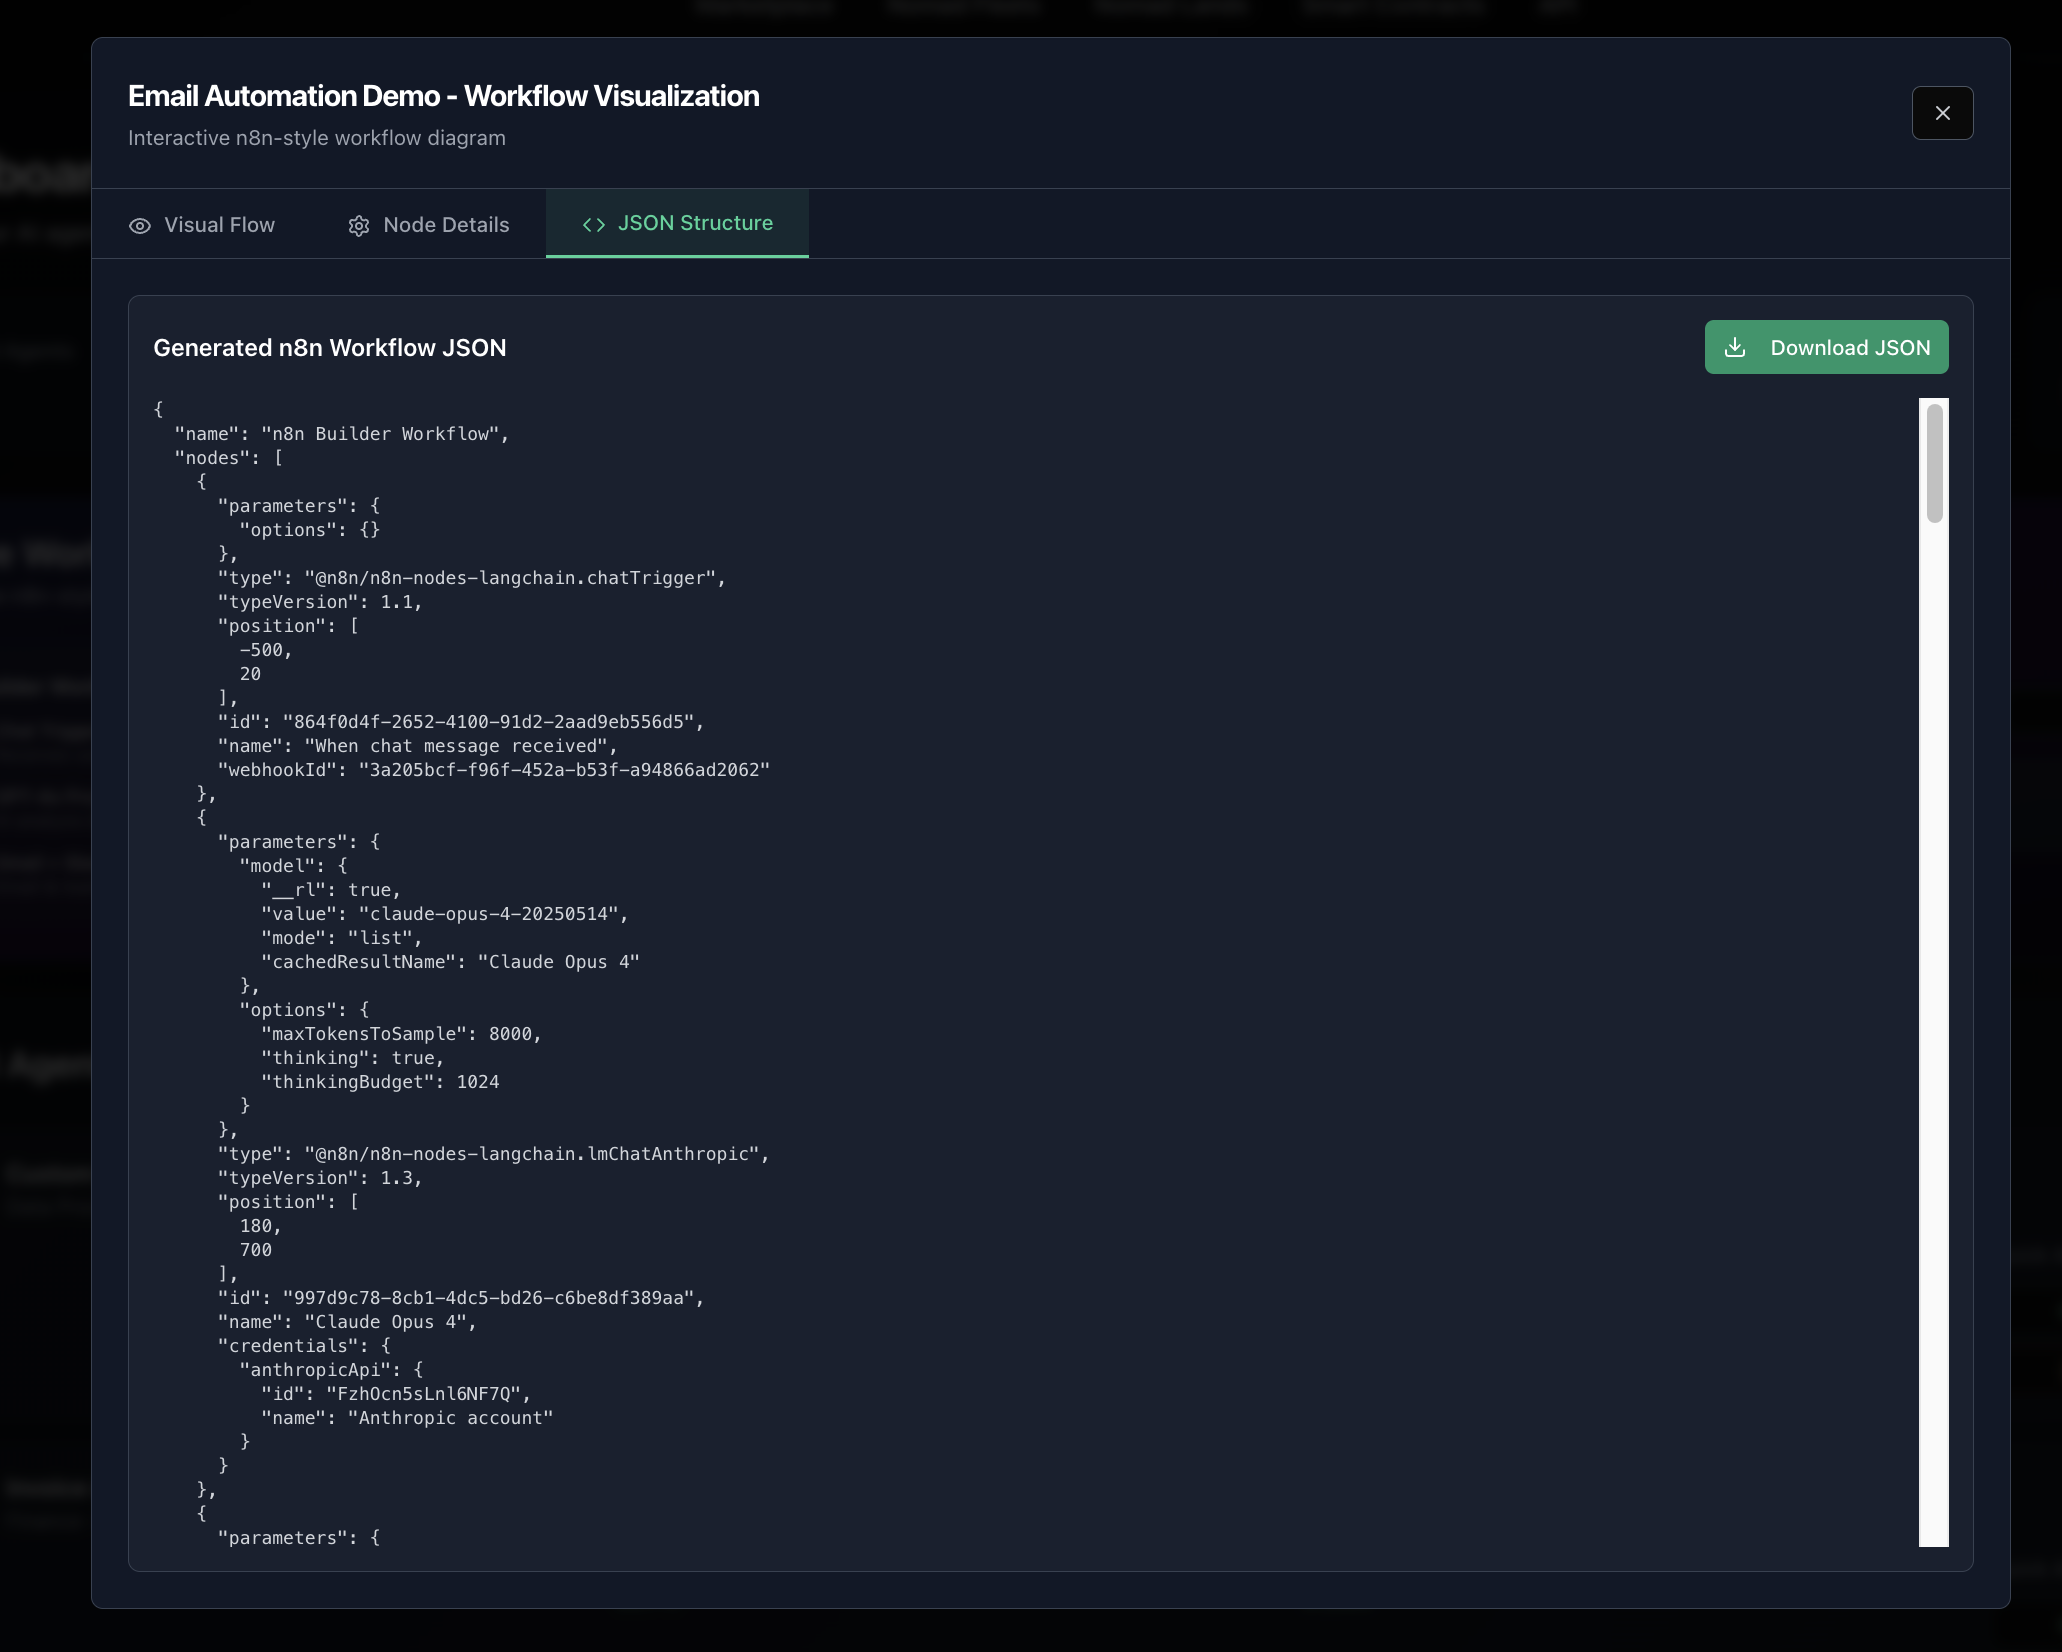 Email Automation Demo - Workflow Visualization
Interactive n8n-style workflow diagram
Visual Flow
Node Details
JSON Structure
Generated n8n Workflow JSON
Download JSON
{
  "name": "n8n Builder Workflow",
  "nodes": [
    {
      "parameters": {
        "options": {}
      },
      "type": "@n8n/n8n-nodes-langchain.chatTrigger",
      "typeVersion": 1.1,
      "position": [
        -500,
        20
      ],
      "id": "864f0d4f-2652-4100-91d2-2aad9eb556d5",
      "name": "When chat message received",
      "webhookId": "3a205bcf-f96f-452a-b53f-a94866ad2062"
    },
    {
      "parameters": {
        "model": {
          "__rl": true,
          "value": "claude-opus-4-20250514",
          "mode": "list",
          "cachedResultName": "Claude Opus 4"
        },
        "options": {
          "maxTokensToSample": 8000,
          "thinking": true,
          "thinkingBudget": 1024
        }
      },
      "type": "@n8n/n8n-nodes-langchain.lmChatAnthropic",
      "typeVersion": 1.3,
      "position": [
        180,
        700
      ],
      "id": "997d9c78-8cb1-4dc5-bd26-c6be8df389aa",
      "name": "Claude Opus 4",
      "credentials": {
        "anthropicApi": {
          "id": "FzhOcn5sLnl6NF7Q",
          "name": "Anthropic account"
        }
      }
    },
    {
      "parameters": {